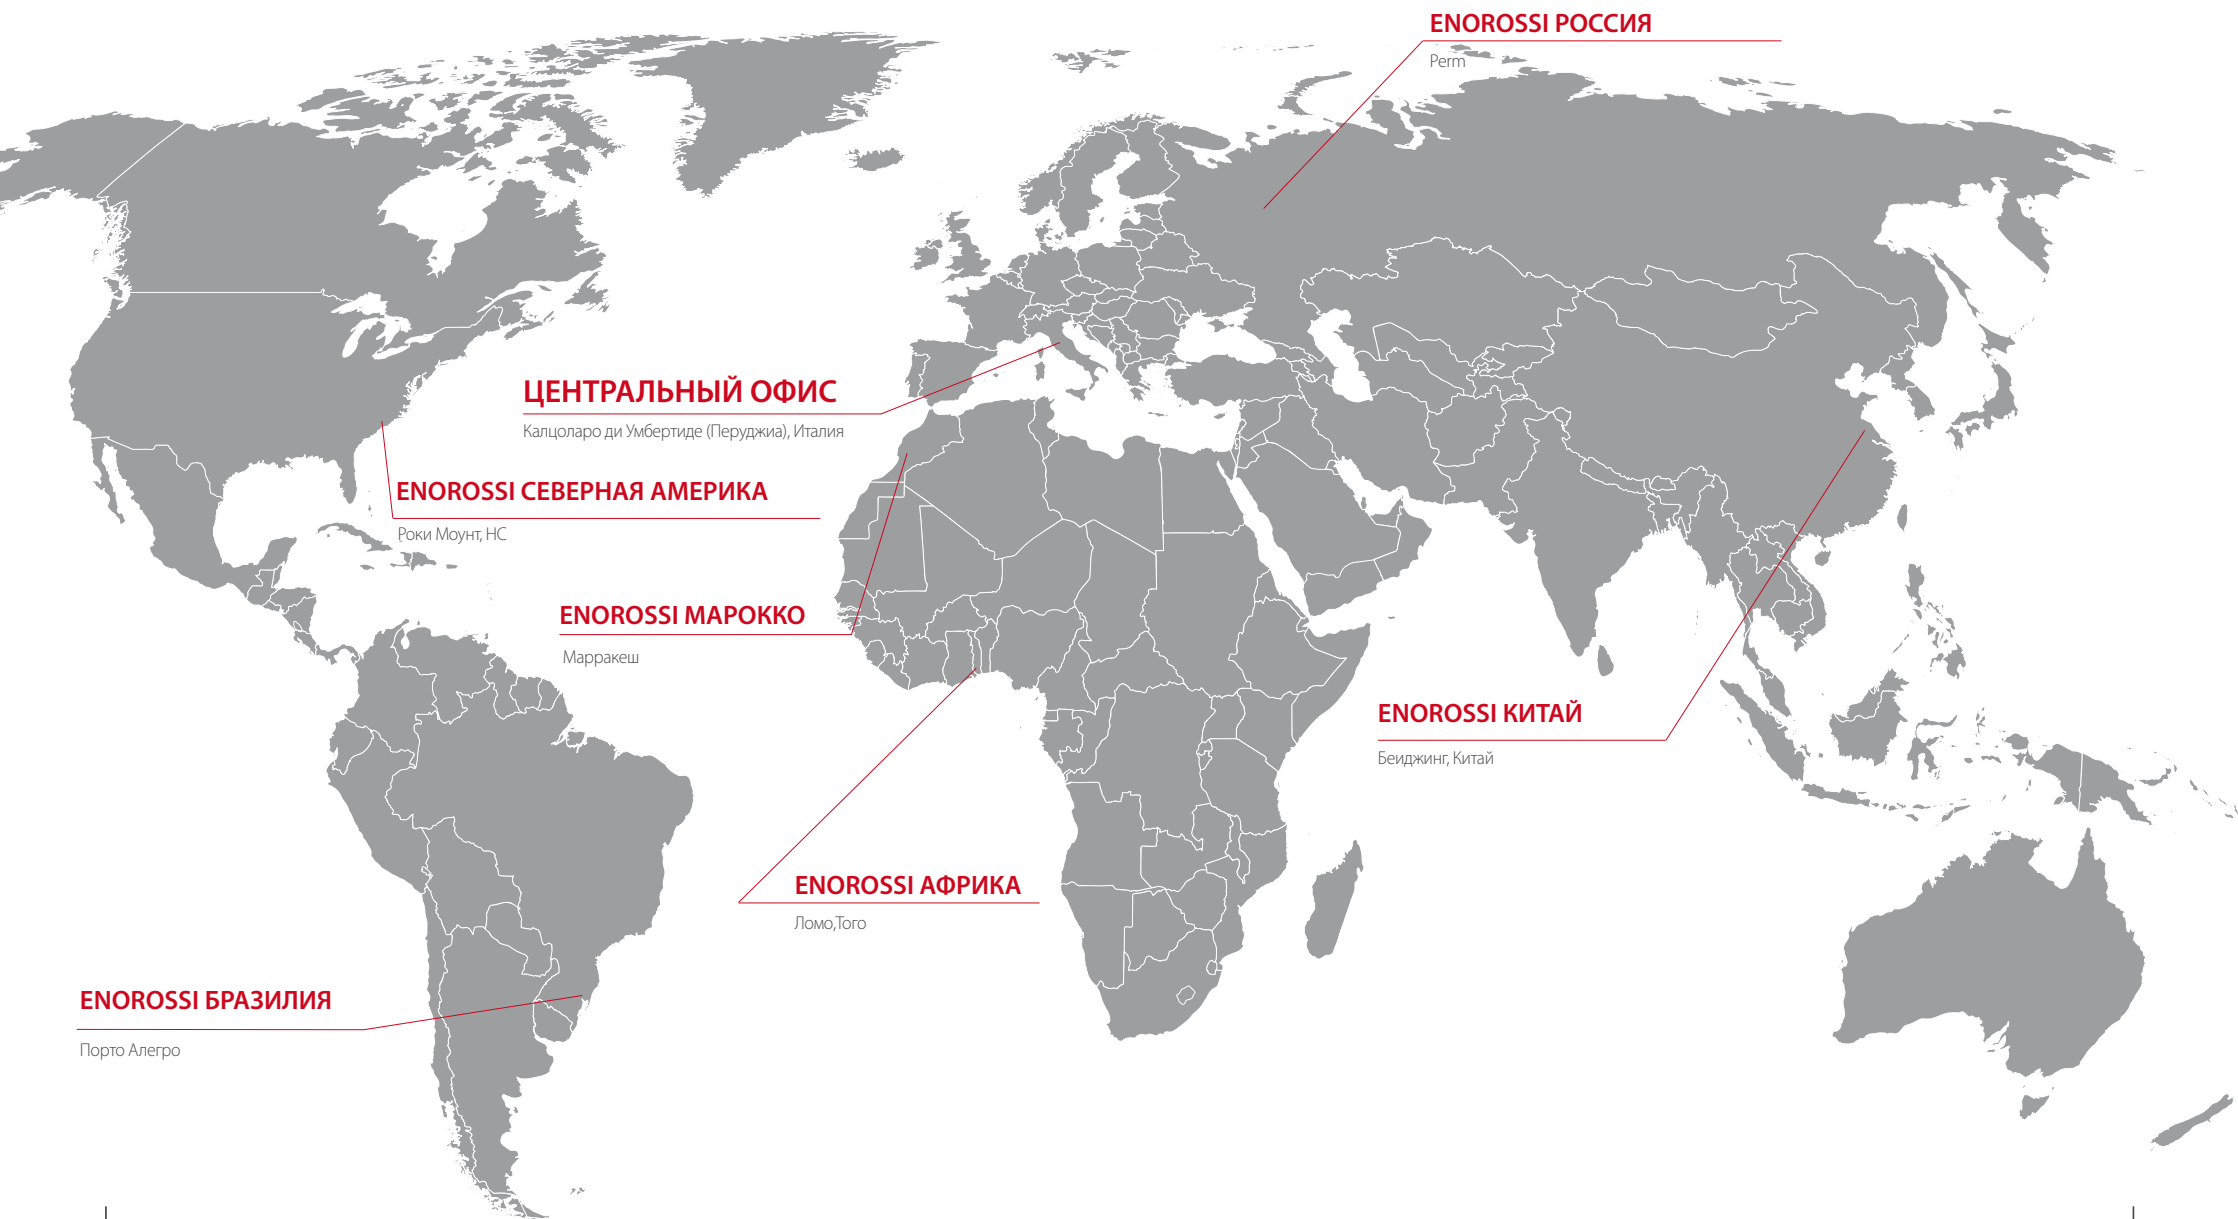 ENOROSSI РОССИЯ
Perm
ЦЕНТРАЛЬНЫЙ ОФИС
Калцоларо ди Умбертиде (Перуджиа), Италия
ENOROSSI СЕВЕРНАЯ АМЕРИКА
Роки Моунт, НС
ENOROSSI МАРОККО
Марракеш
ENOROSSI КИТАЙ
Беиджинг, Китай
ENOROSSI АФРИКА
Ломо,Того
ENOROSSI БРАЗИЛИЯ
Порто Алегро